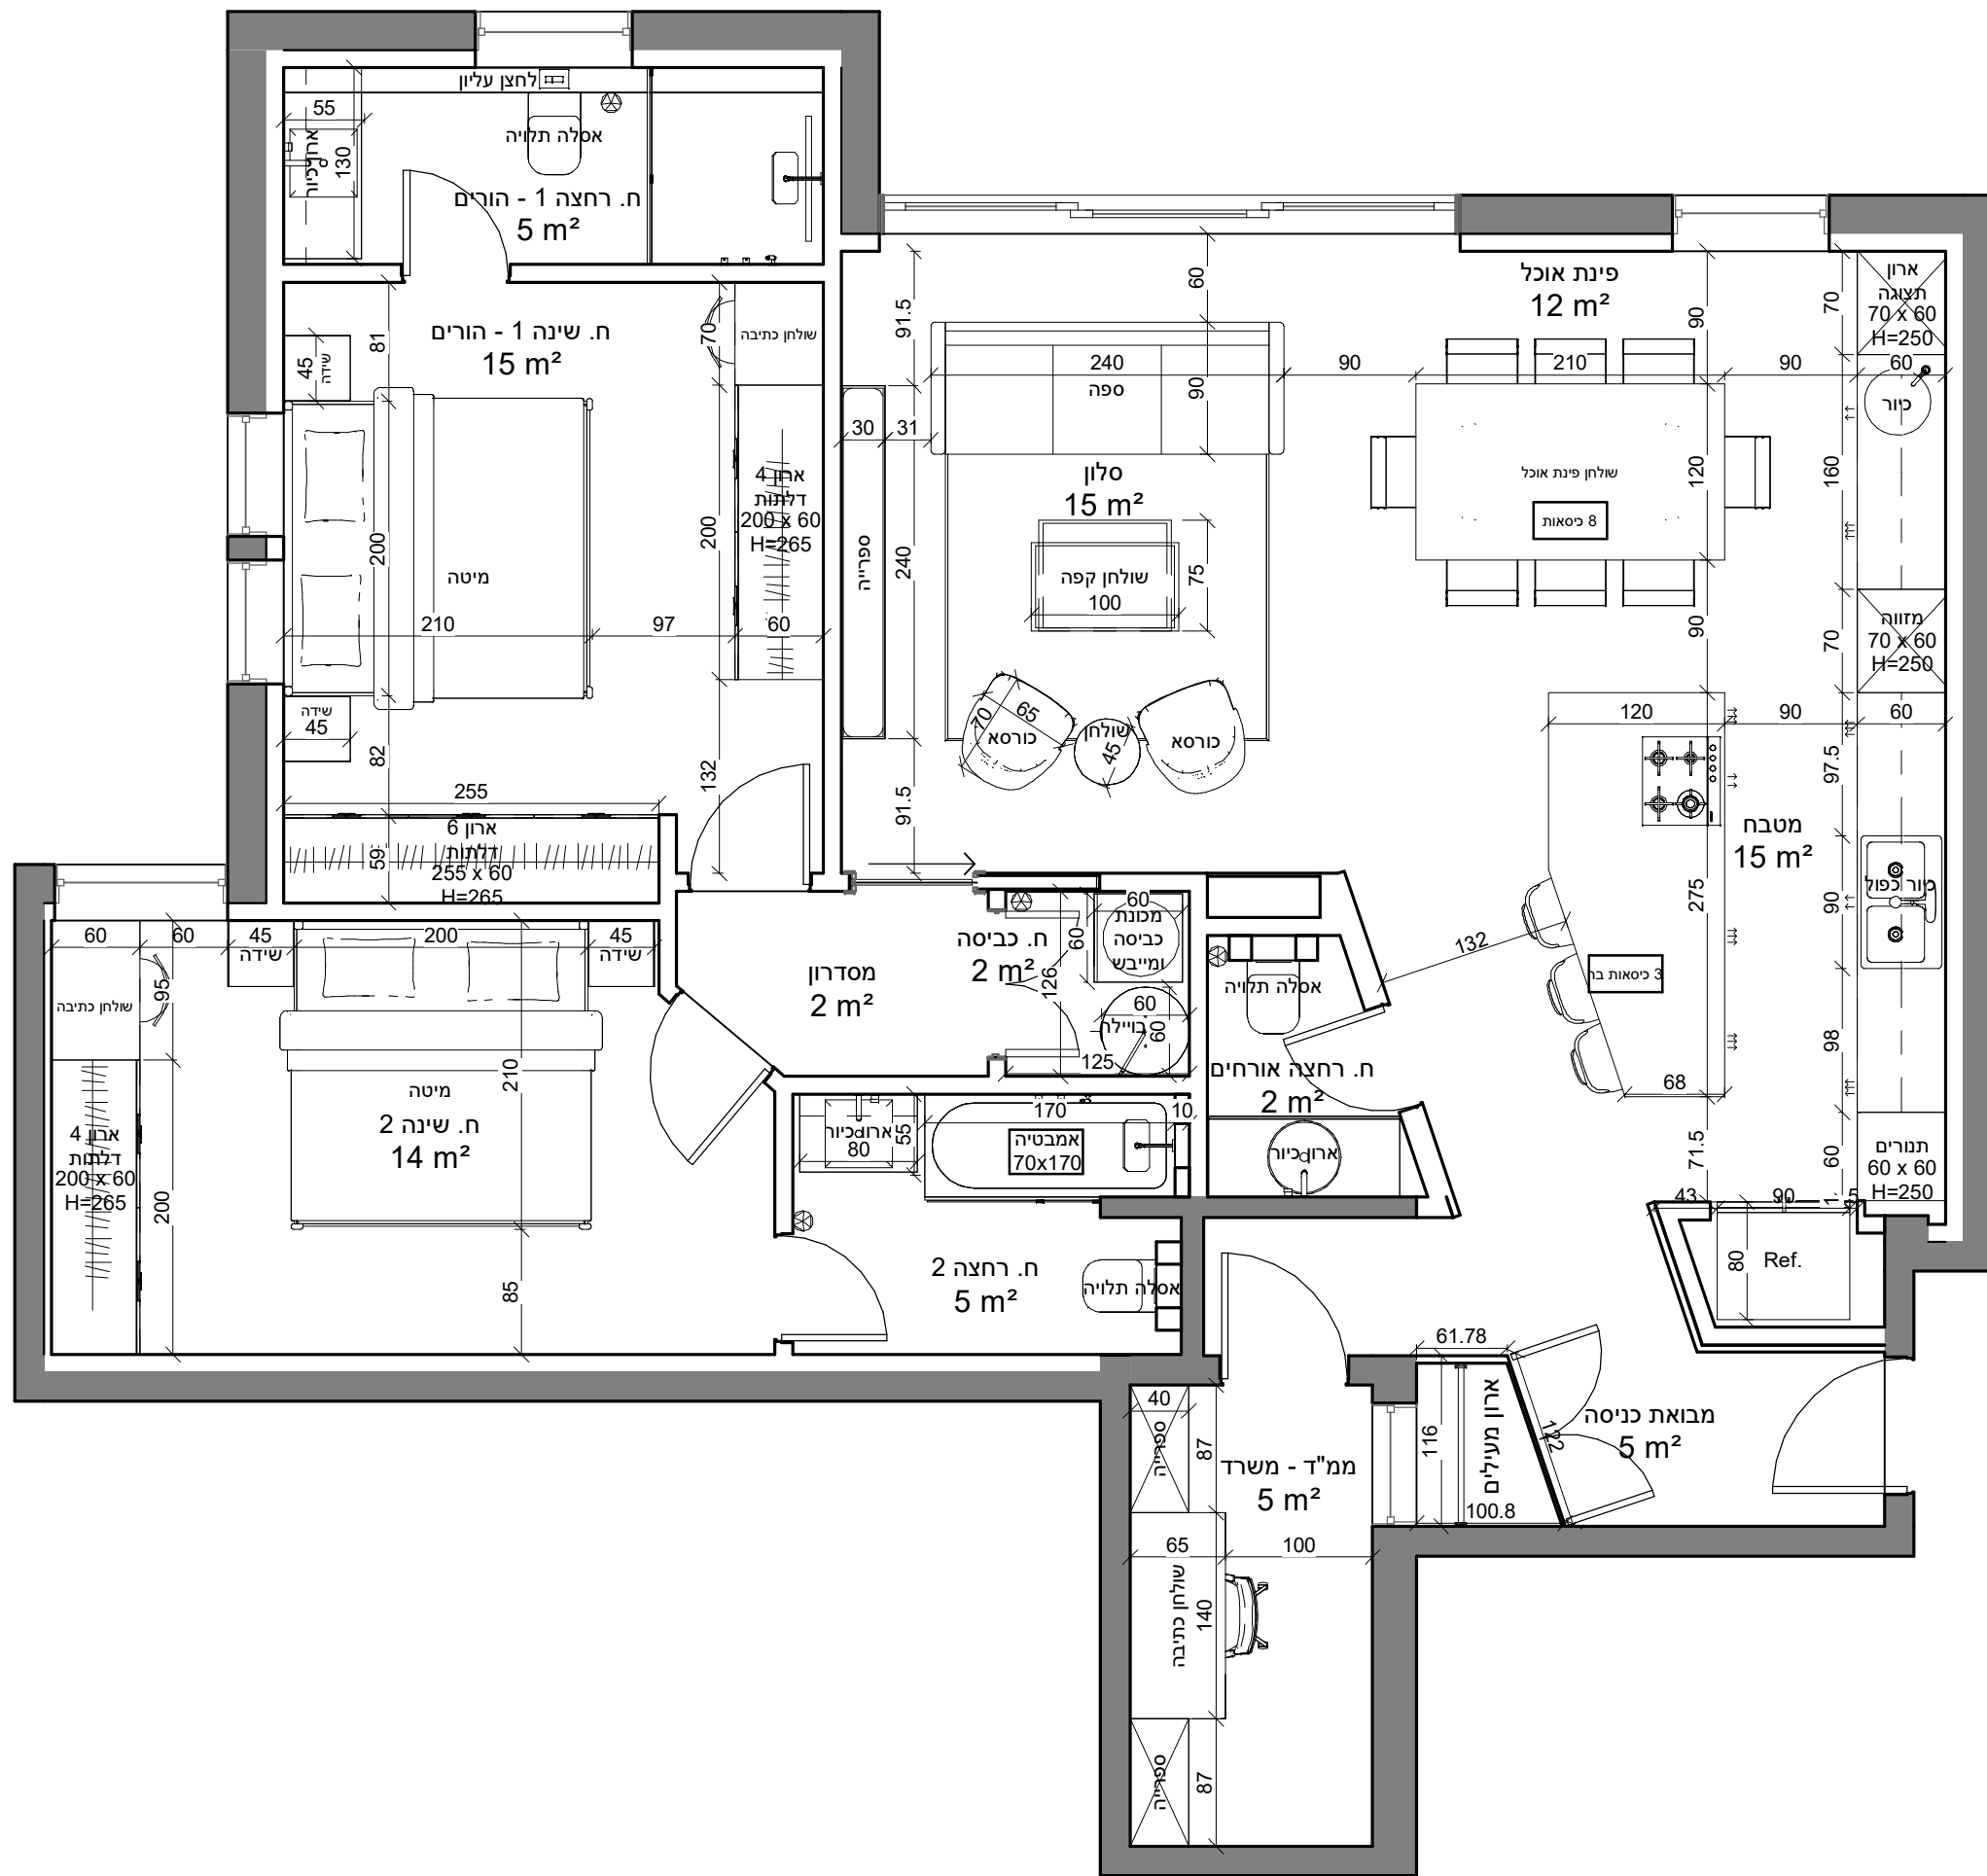 לחצן עליון
55
ארון כיור
130
אסלה תלויה
ח. רחצה 1 - הורים
5 m²
60
91.5
פינת אוכל
12 m²
90
70
ארון
תצוגה
70 x 60
H=250
ח. שינה 1 - הורים
15 m²
81
70
שולחן כתיבה
45
שידה
240
ספה
90
90
210
90
60
כיור
30
31
סלון
15 m²
שולחן פינת אוכל
120
160
8 כיסאות
ארון 4
דלתות
200 x 60
H=265
200
200
מיטה
ספרייה
240
שולחן קפה
100
75
210
97
60
90
70
מזווה
70 x 60
H=250
שידה
45
82
132
91.5
70
65
כורסא
שולחן
45
כורסא
120
90
60
97.5
מטבח
15 m²
255
59
ארון 6
דלתות
255 x 60
H=265
275
90
כיור כפול
60
60
45
שידה
200
45
שידה
95
שולחן כתיבה
מסדרון
2 m²
ח. כביסה
2 m²
126
60
60
מכונת
כביסה
ומייבש
60
60
בויילר
125
אסלה תלויה
132
3 כיסאות בר
98
68
ח. רחצה אורחים
2 m²
ארון כיור
210
מיטה
ח. שינה 2
14 m²
ארון 4
דלתות
200 x 60
H=265
200
85
ארון כיור
80
55
170
10
אמבטיה
70x170
71.5
60
תנורים
60 x 60
H=250
43
90
80
Ref.
ח. רחצה 2
5 m²
אסלה תלויה
61.78
116
ארון מעילים
122
100.8
מבואת כניסה
5 m²
40
ספרייה
87
ממ"ד - משרד
5 m²
65
100
שולחן כתיבה
140
ספרייה
87